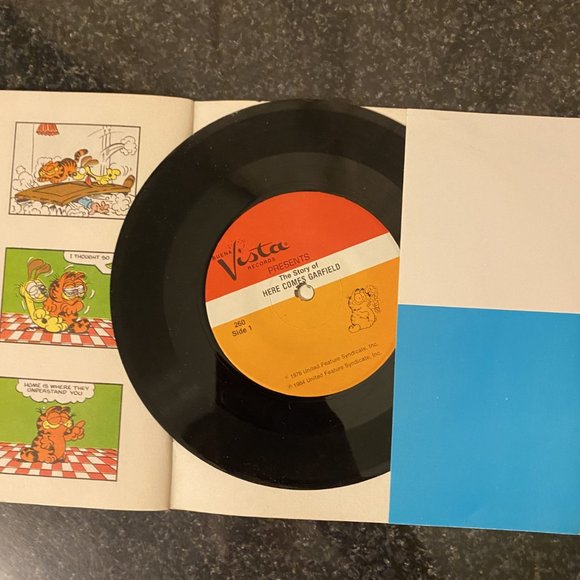 I THOUGHT SO
HOME IS WHERE THEY
UNDERSTAND YOU
BUENA
Vista
RECORDS
PRESENTS
The Story of
HERE COMES GARFIELD
260
Side 1
© 1978 United Feature Syndicate, Inc.
℗ 1984 United Feature Syndicate, Inc.